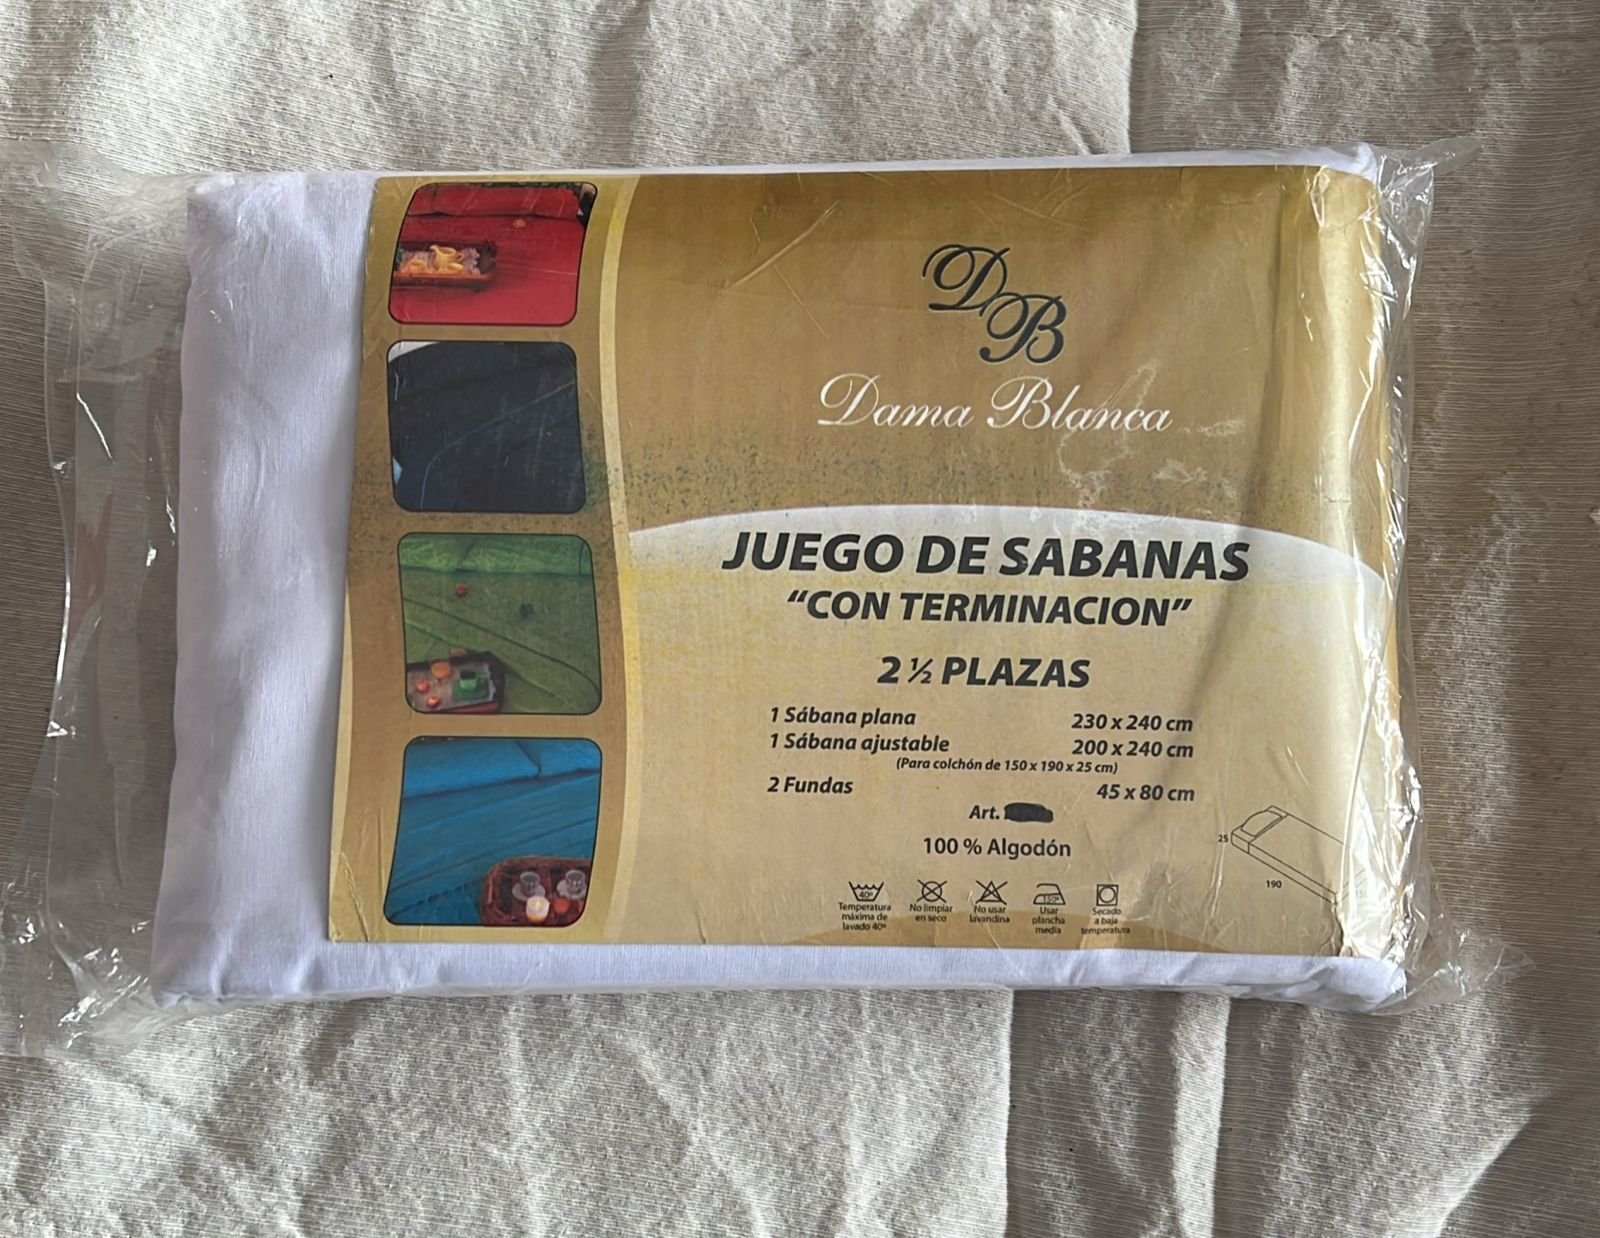 DB
Dama Blanca
JUEGO DE SABANAS
“CON TERMINACION”
2 ½ PLAZAS
1 Sábana plana 230 x 240 cm
1 Sábana ajustable 200 x 240 cm
(Para colchón de 150 x 190 x 25 cm)
2 Fundas 45 x 80 cm
Art.
100 % Algodón
25
190
40º
150º
Temperatura máxima de lavado 40º
No limpiar en seco
No usar lavandina
Usar plancha media
Secado a baja temperatura